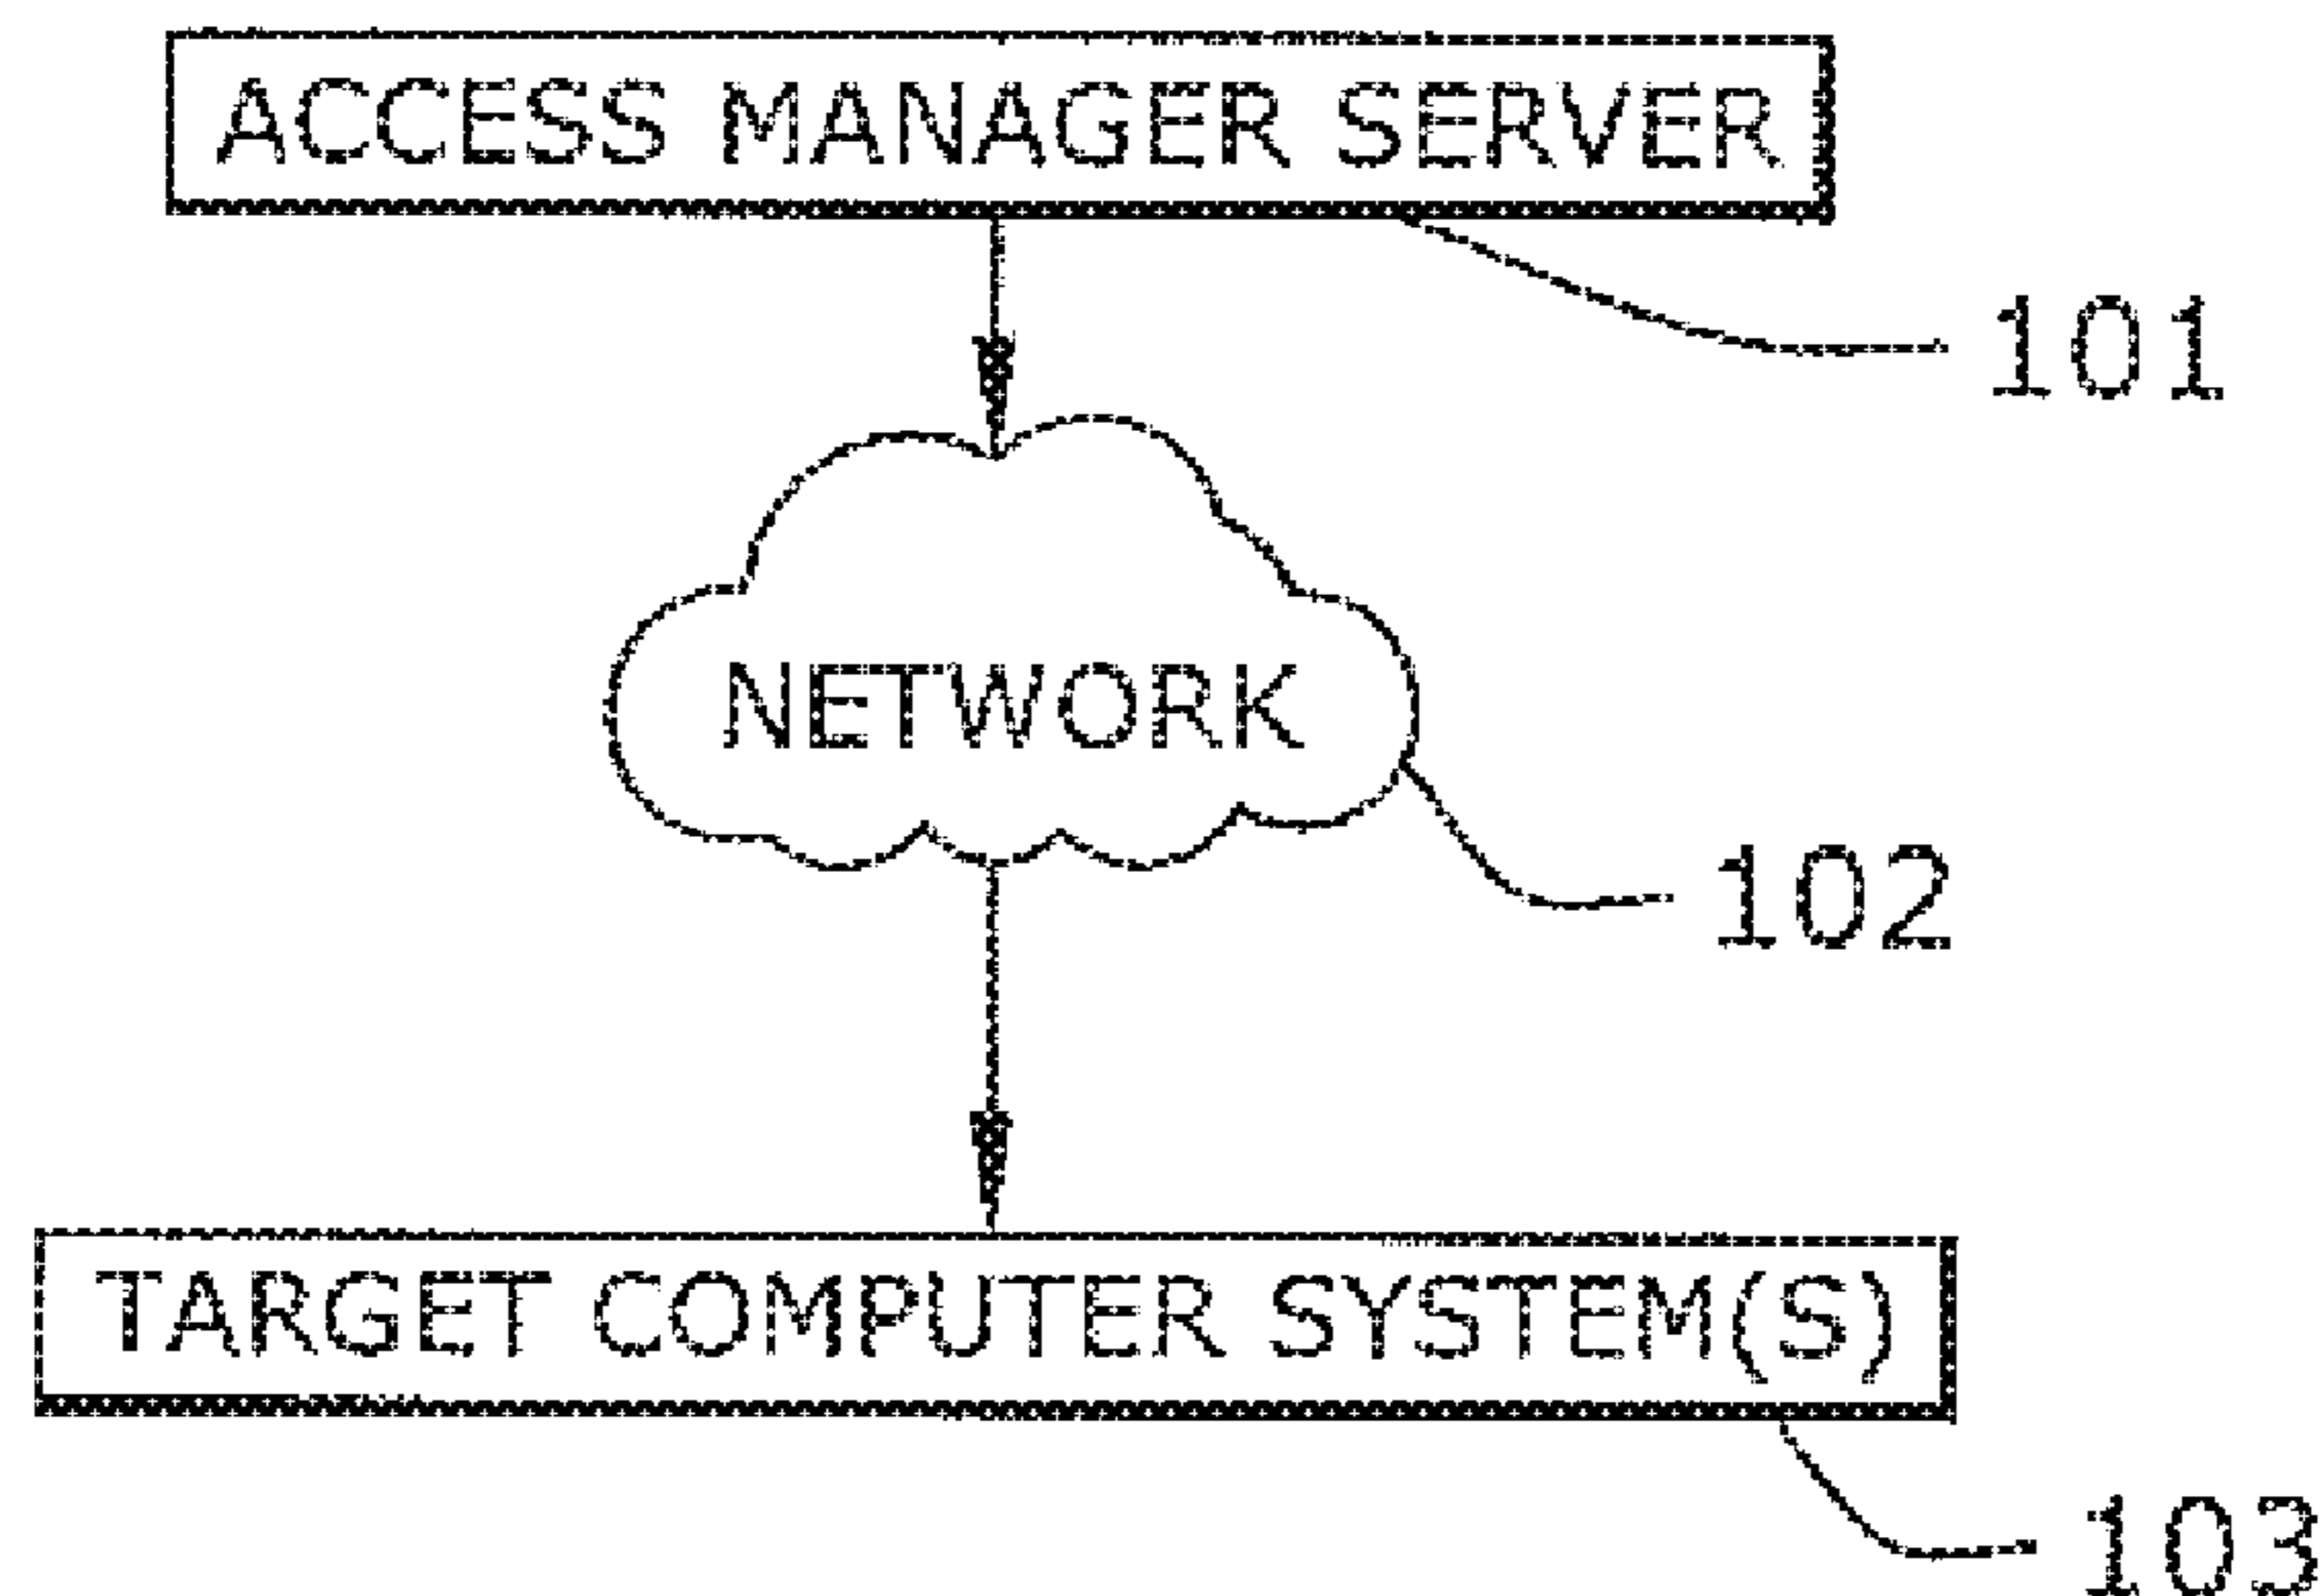 ACCESS MANAGER SERVER
101
NETWORK
102
TARGET COMPUTER SYSTEM(S)
103